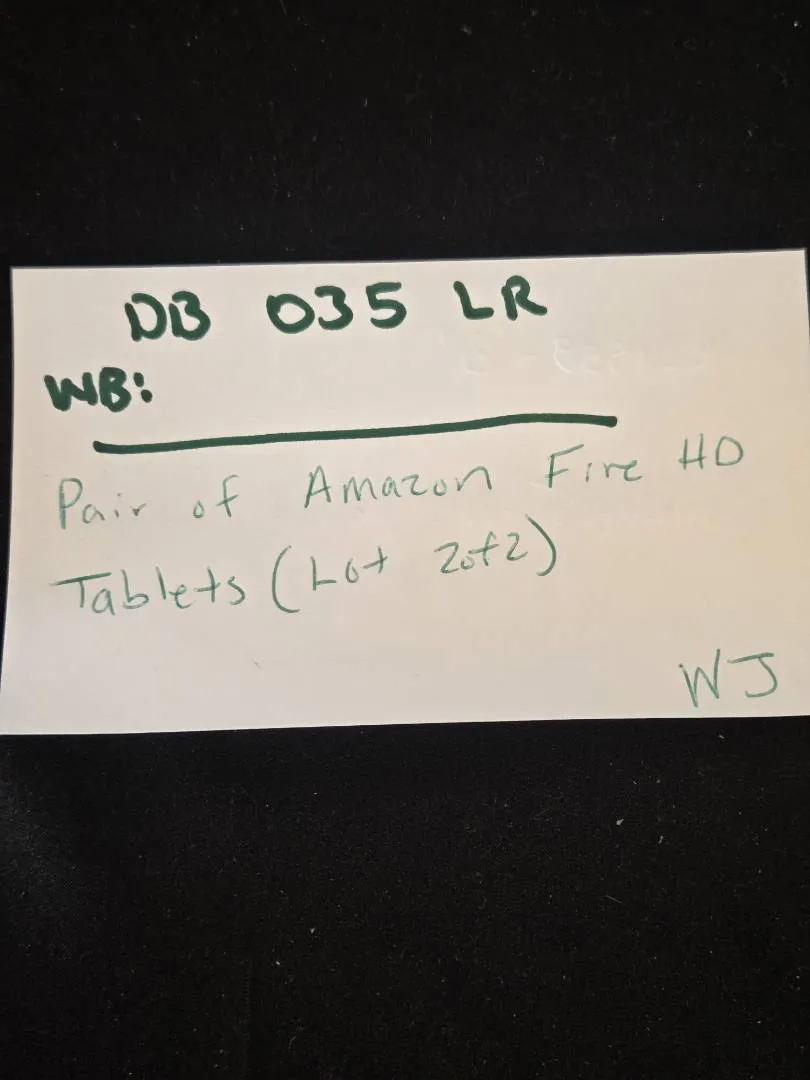 DB 035 LR
WB:
Pair of Amazon Fire HD
Tablets (Lot 2of2)
WJ